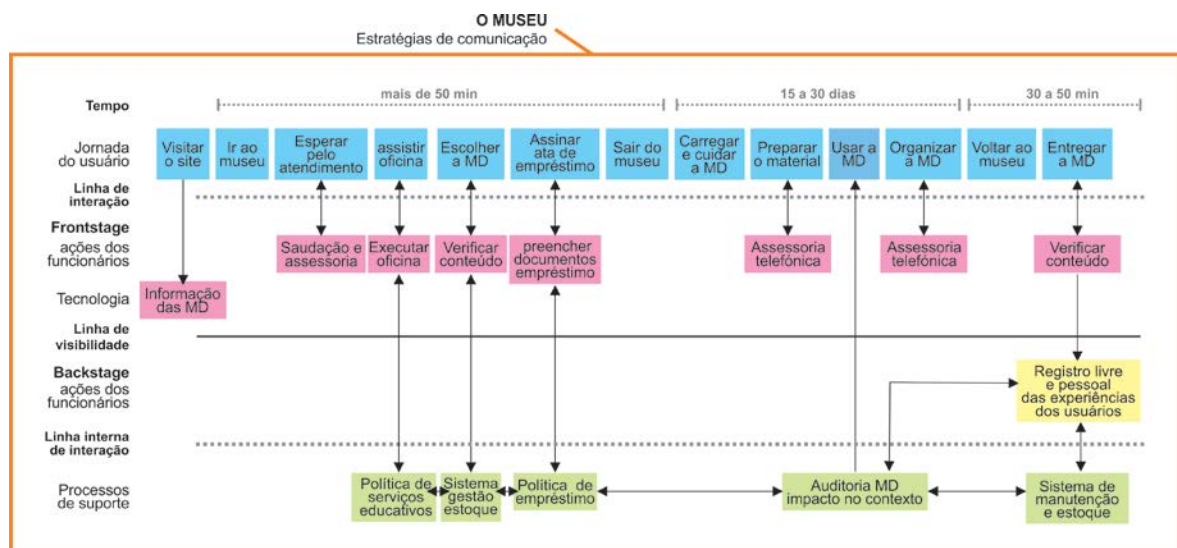 O MUSEU
Estratégias de comunicação
Tempo
mais de 50 min
15 a 30 dias
30 a 50 min
Jornada
do usuário
Visitar
o site
Ir ao
museu
Esperar
pelo
atendimento
assistir
oficina
Escolher
a MD
Assinar
ata de
empréstimo
Sair do
museu
Carregar
e cuidar
a MD
Preparar
o material
Usar a
MD
Organizar
a MD
Voltar ao
museu
Entregar
a MD
Linha de
interação
Frontstage
ações dos
funcionários
Saudação e
assessoria
Executar
oficina
Verificar
conteúdo
preencher
documentos
empréstimo
Assessoria
telefónica
Assessoria
telefónica
Verificar
conteúdo
Tecnologia
Informação
das MD
Linha de
visibilidade
Backstage
ações dos
funcionários
Registro livre
e pessoal
das experiências
dos usuários
Linha interna
de interação
Processos
de suporte
Política de
serviços
educativos
Sistema
gestão
estoque
Política de
empréstimo
Auditoria MD
impacto no contexto
Sistema de
manutenção
e estoque